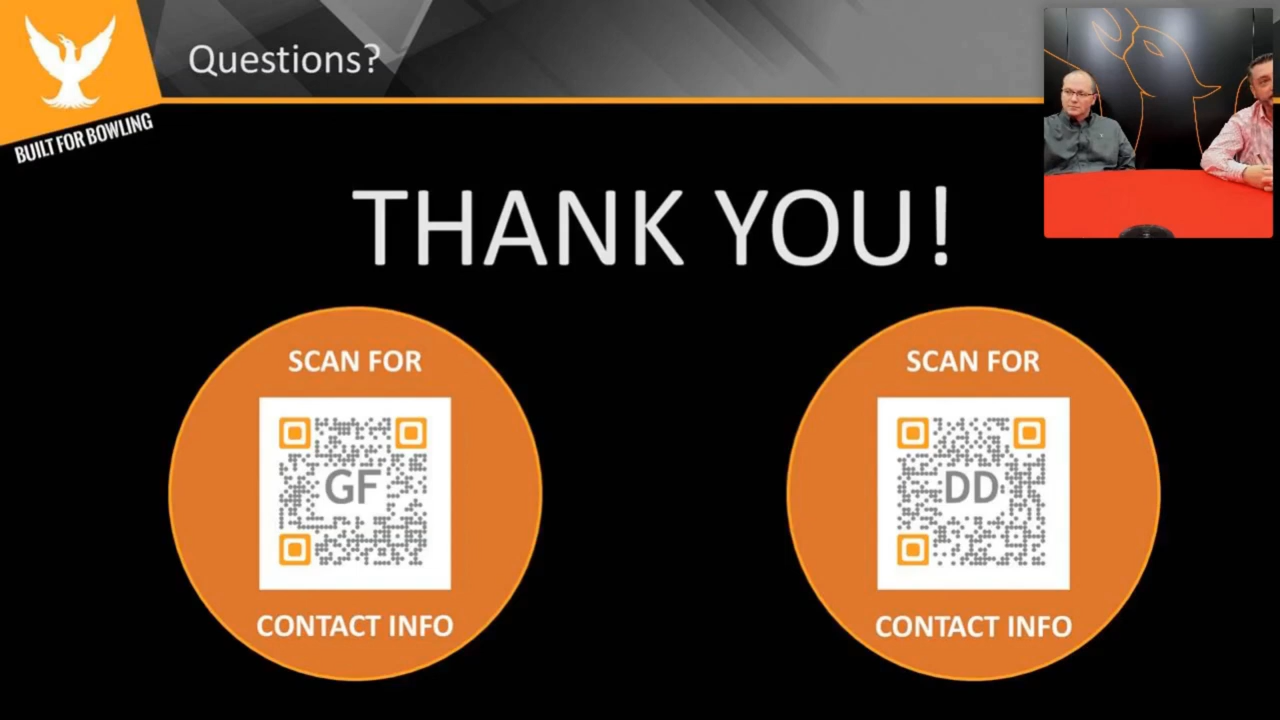 Questions?
BUILT FOR BOWLING
THANK YOU!
SCAN FOR
GF
CONTACT INFO
SCAN FOR
DD
CONTACT INFO